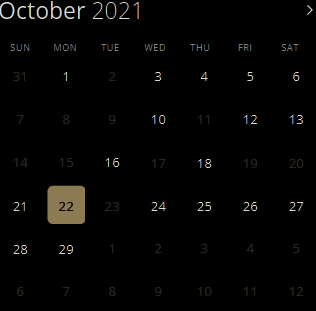 October 2021
SUN MON TUE WED THU FRI SAT
31 1 2 3 4 5 6
7 8 9 10 11 12 13
14 15 16 17 18 19 20
21 22 23 24 25 26 27
28 29 1 2 3 4 5
6 7 8 9 10 11 12